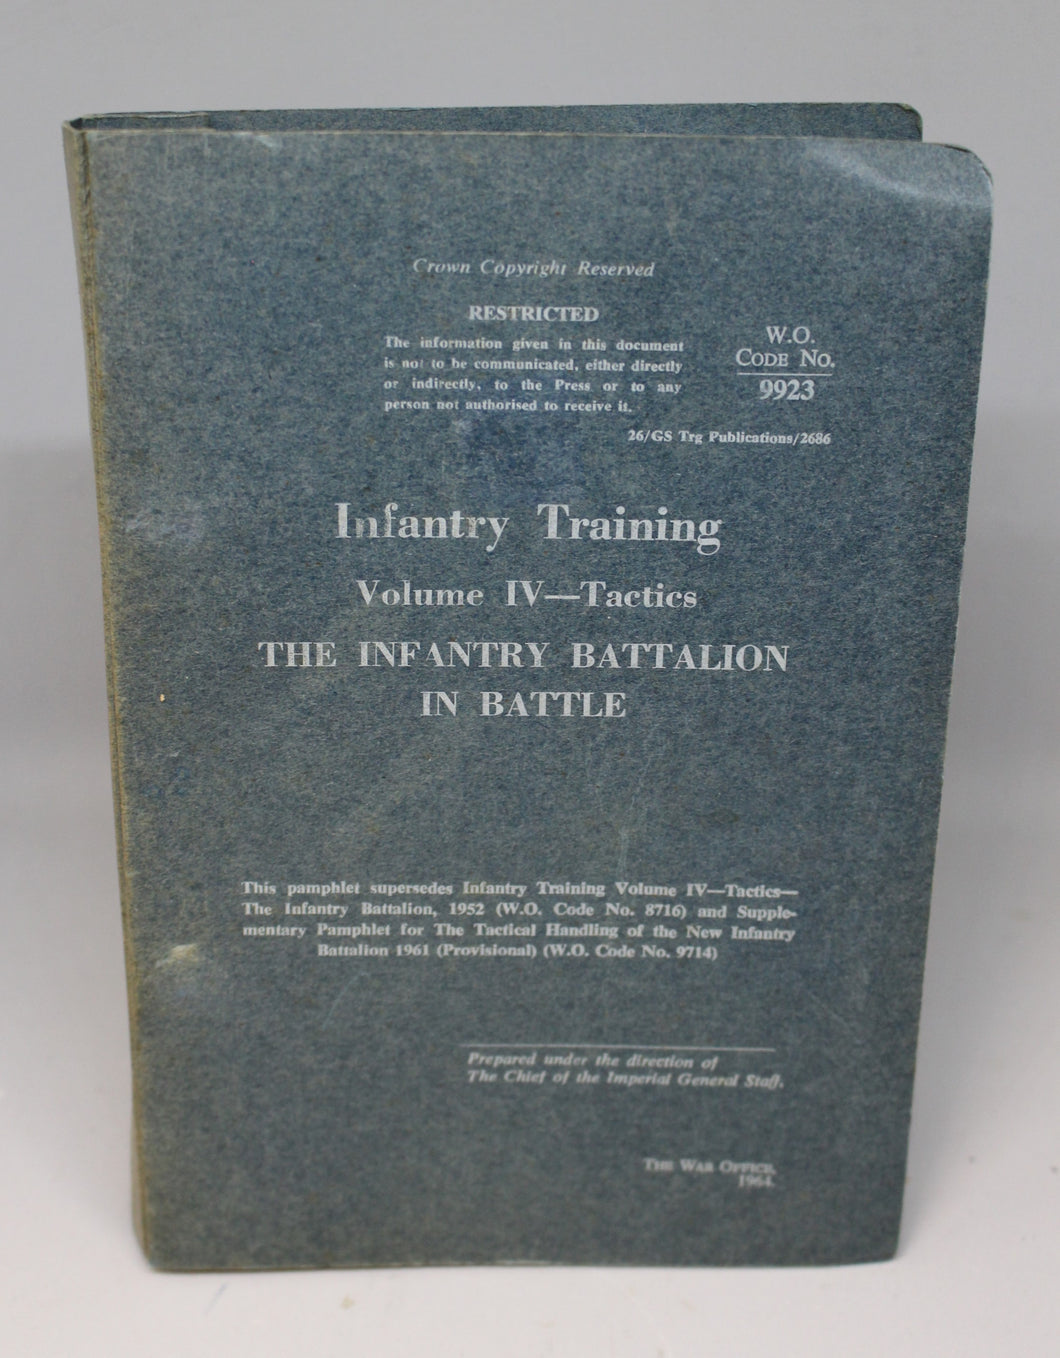 Crown Copyright Reserved
RESTRICTED
The information given in this document
is not to be communicated, either directly
or indirectly, to the Press or to any
person not authorised to receive it.
W.O.
CODE NO.
9923
26/GS Trg Publications/2686
Infantry Training
Volume IV—Tactics
THE INFANTRY BATTALION
IN BATTLE
This pamphlet supersedes Infantry Training Volume IV—Tactics—
The Infantry Battalion, 1952 (W.O. Code No. 8716) and Supple-
mentary Pamphlet for The Tactical Handling of the New Infantry
Battalion 1961 (Provisional) (W.O. Code No. 9714)
Prepared under the direction of
The Chief of the Imperial General Staff.
THE WAR OFFICE,
1964.